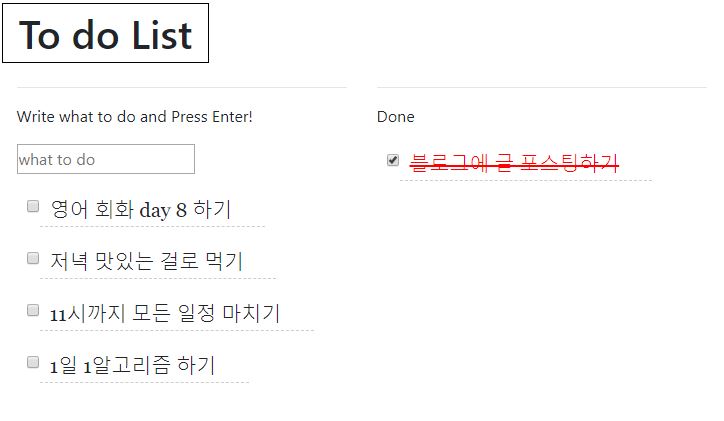 To do List
Write what to do and Press Enter!
what to do
영어 회화 day 8 하기
저녁 맛있는 걸로 먹기
11시까지 모든 일정 마치기
1일 1알고리즘 하기
Done
블로그에 글 포스팅하기